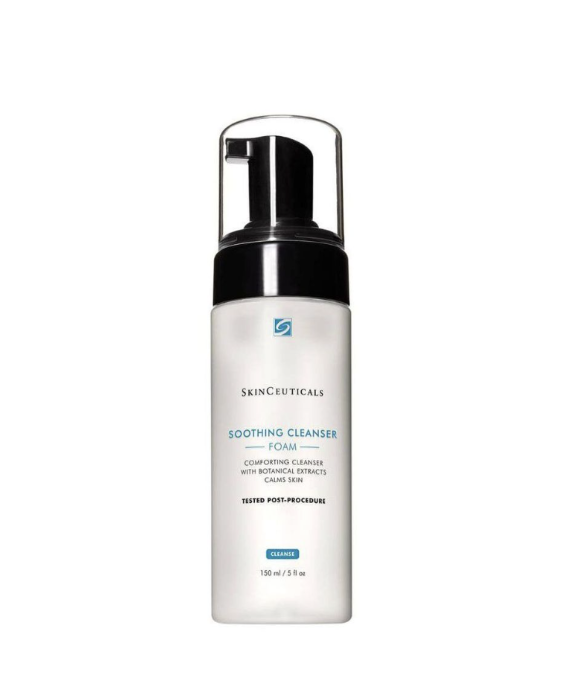 SKINCEUTICALS
SOOTHING CLEANSER
FOAM
COMFORTING CLEANSER
WITH BOTANICAL EXTRACTS
CALMS SKIN
TESTED POST-PROCEDURE
CLEANSE
150 ml / 5 fl oz